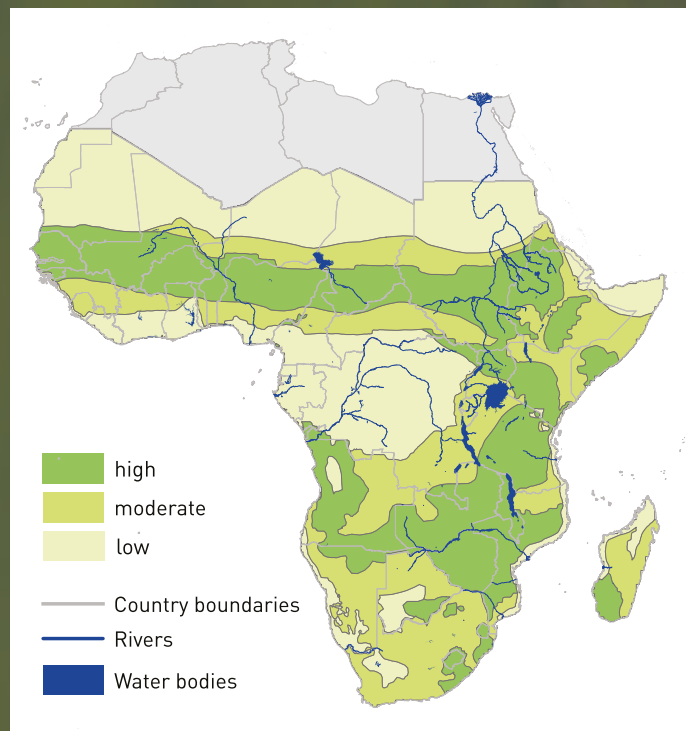 high
moderate
low
Country boundaries
Rivers
Water bodies